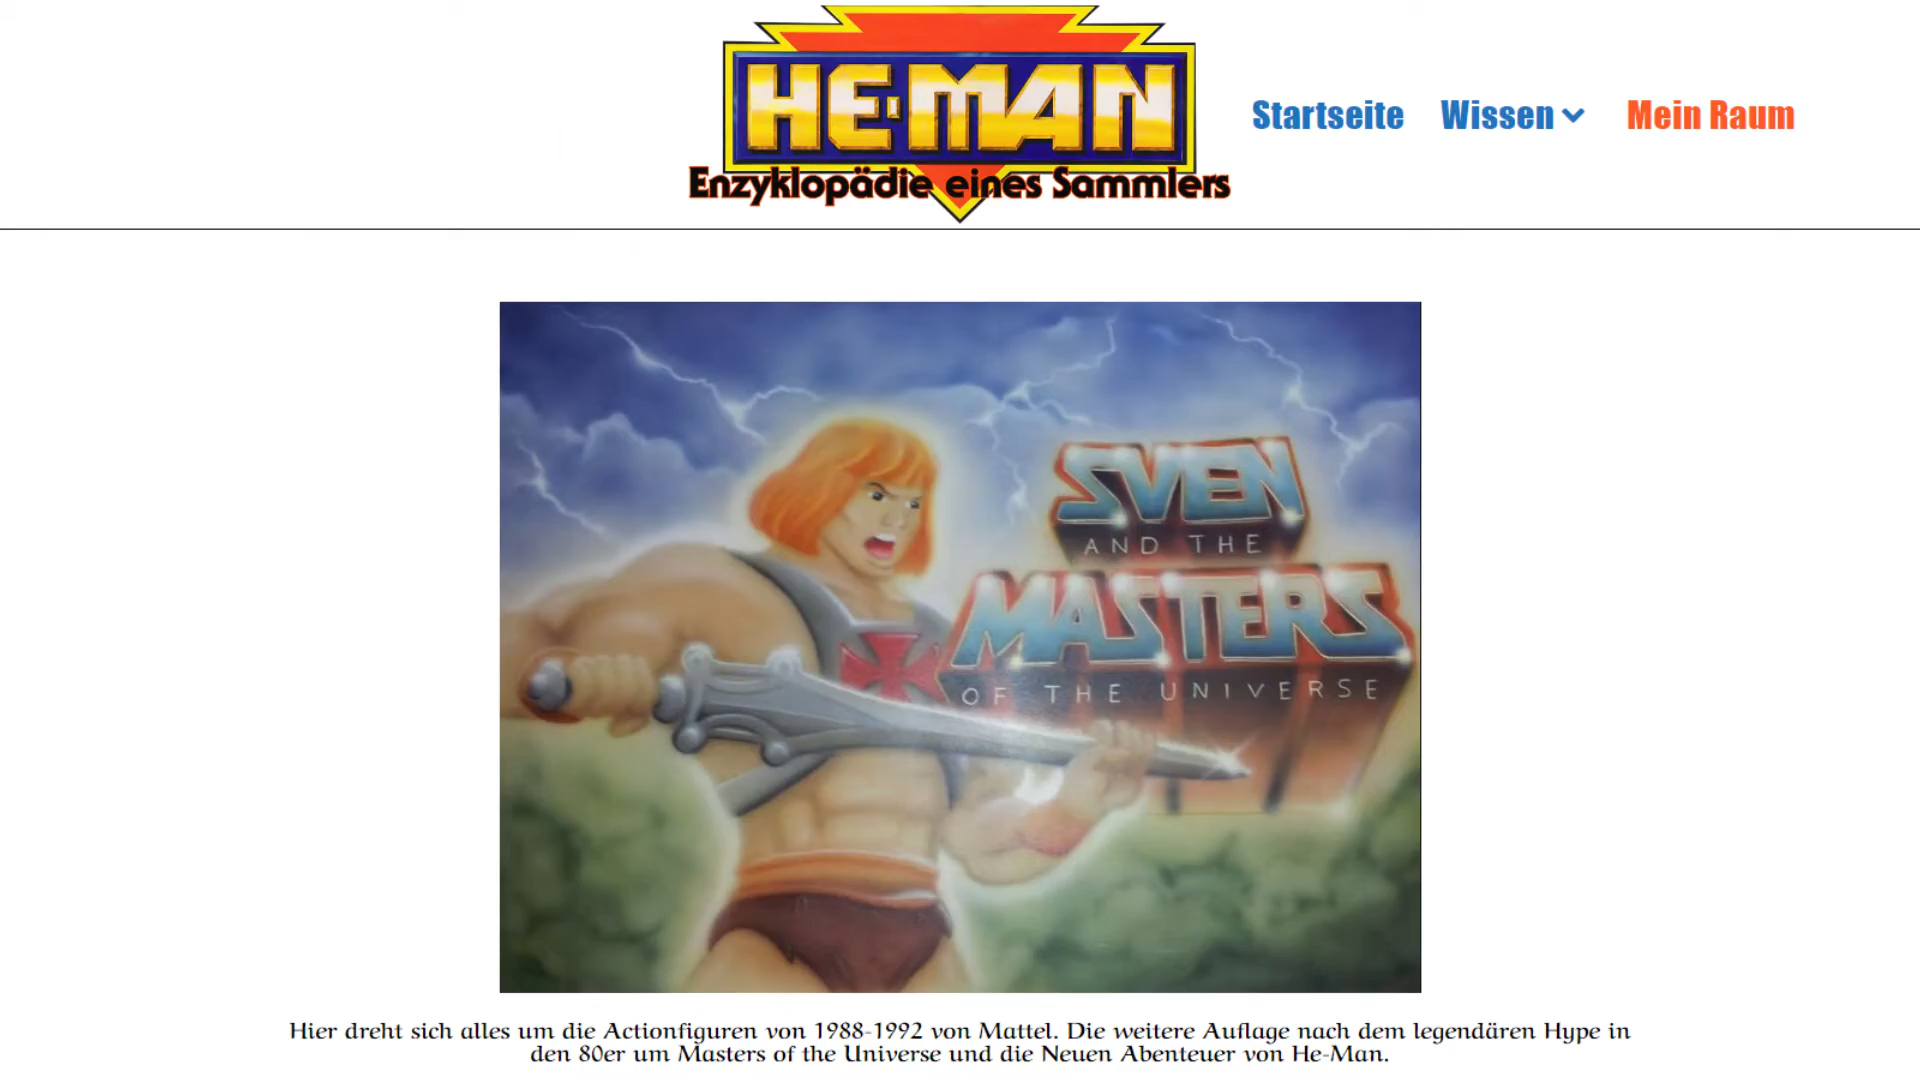 HE-MAN
Enzyklopädie eines Sammlers
Startseite Wissen Mein Raum
SVEN
AND THE
MASTERS
OF THE UNIVERSE
Hier dreht sich alles um die Actionfiguren von 1988-1992 von Mattel. Die weitere Auflage nach dem legendären Hype in
den 80er um Masters of the Universe und die Neuen Abenteuer von He-Man.